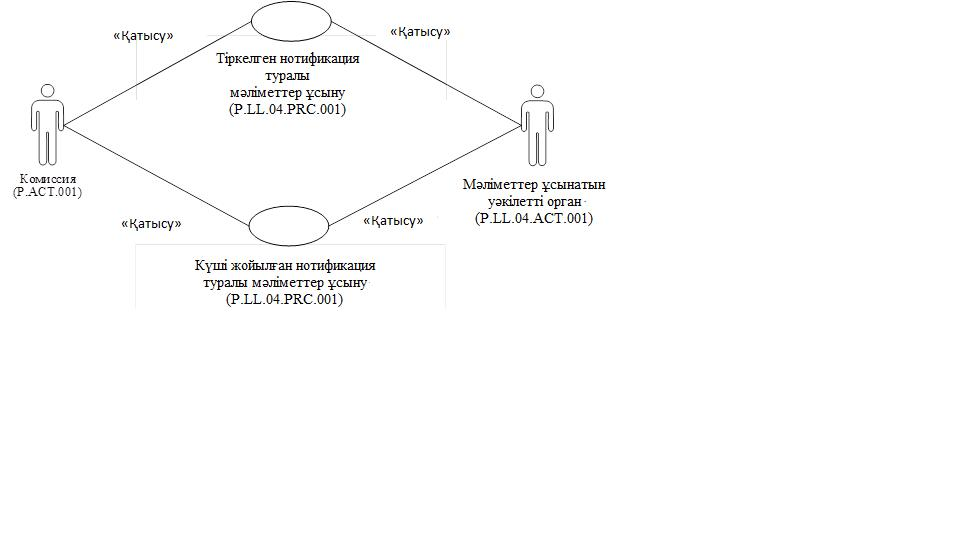 «Қатысу»
«Қатысу»
Тіркелген нотификация
туралы
мәліметтер ұсыну
(P.LL.04.PRC.001)
Комиссия
(P.ACT.001)
Мәліметтер ұсынатын
уәкілетті орган
(P.LL.04.ACT.001)
«Қатысу»
«Қатысу»
Күші жойылған нотификация
туралы мәліметтер ұсыну
(P.LL.04.PRC.001)